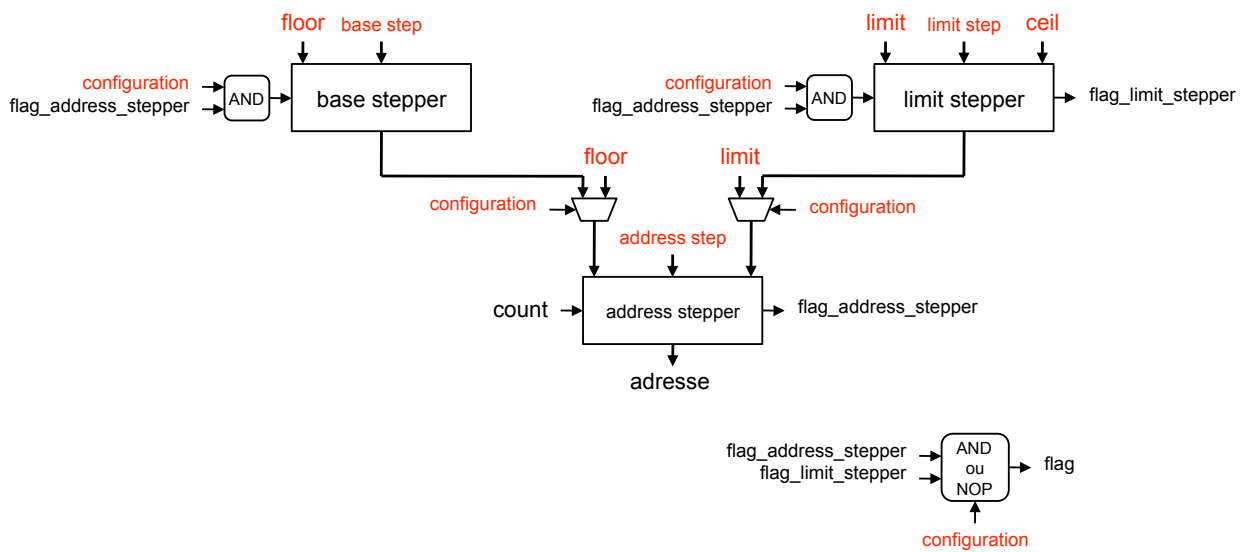 floor base step
configuration
flag_address_stepper
AND
base stepper
limit limit step ceil
configuration
flag_address_stepper
AND
limit stepper
flag_limit_stepper
floor
limit
configuration
configuration
address step
count
address stepper
flag_address_stepper
adresse
flag_address_stepper
flag_limit_stepper
AND
ou
NOP
flag
configuration